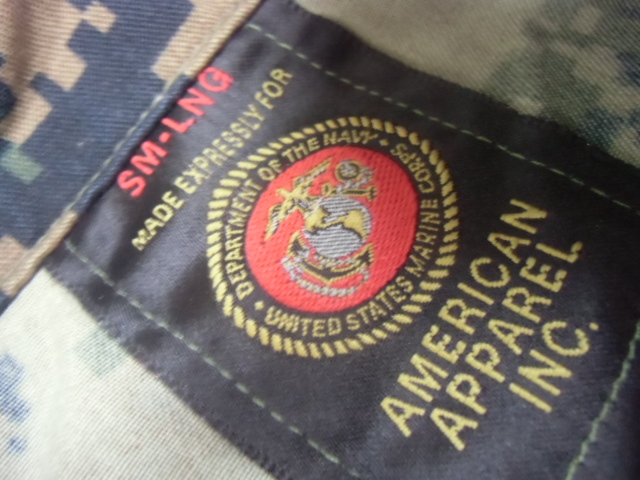 SM-LNG
MADE EXPRESSLY FOR
DEPARTMENT OF THE NAVY
• UNITED STATES MARINE CORPS •
AMERICAN
APPAREL
INC.